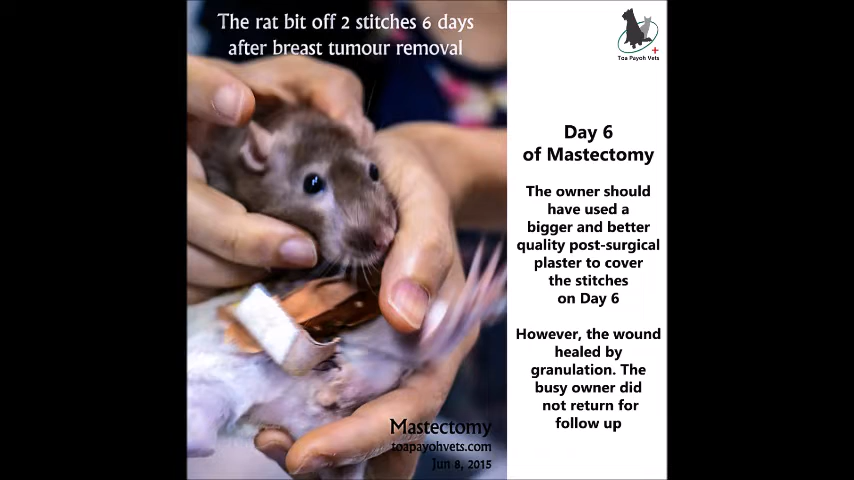 The rat bit off 2 stitches 6 days
after breast tumour removal
Mastectomy
toapayohvets.com
Jun 8, 2015
Toa Payoh Vets
Day 6
of Mastectomy
The owner should
have used a
bigger and better
quality post-surgical
plaster to cover
the stitches
on Day 6
However, the wound
healed by
granulation. The
busy owner did
not return for
follow up